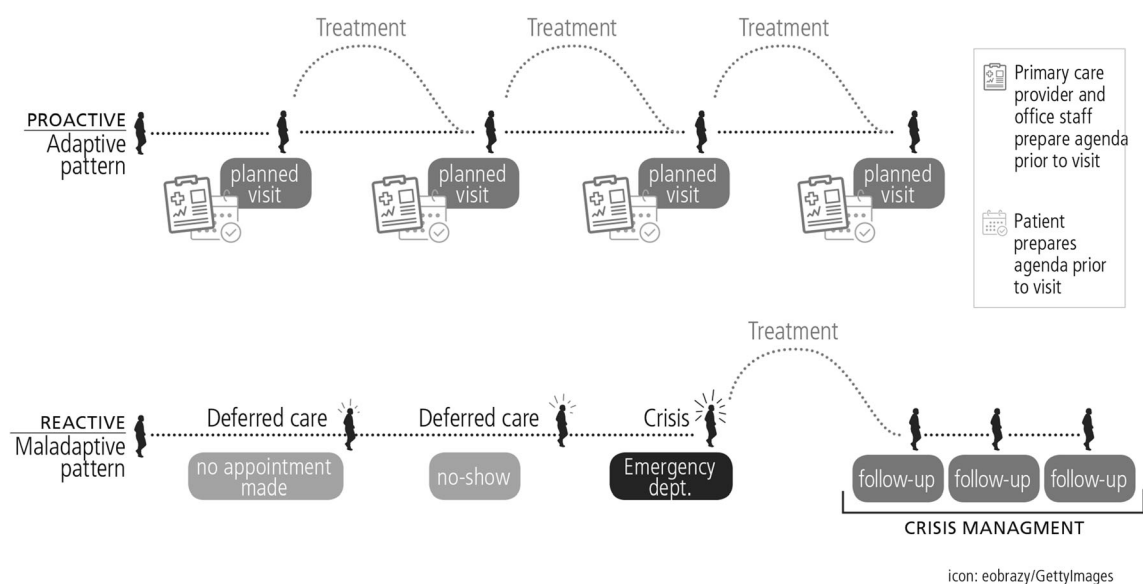 Treatment
Treatment
Treatment
PROACTIVE
Adaptive
pattern
planned
visit
planned
visit
planned
visit
planned
visit
Primary care
provider and
office staff
prepare agenda
prior to visit
Patient
prepares
agenda prior
to visit
Treatment
REACTIVE
Maladaptive
pattern
Deferred care
no appointment
made
Deferred care
no-show
Crisis
Emergency
dept.
follow-up
follow-up
follow-up
CRISIS MANAGMENT
icon: eobrazy/GettyImages